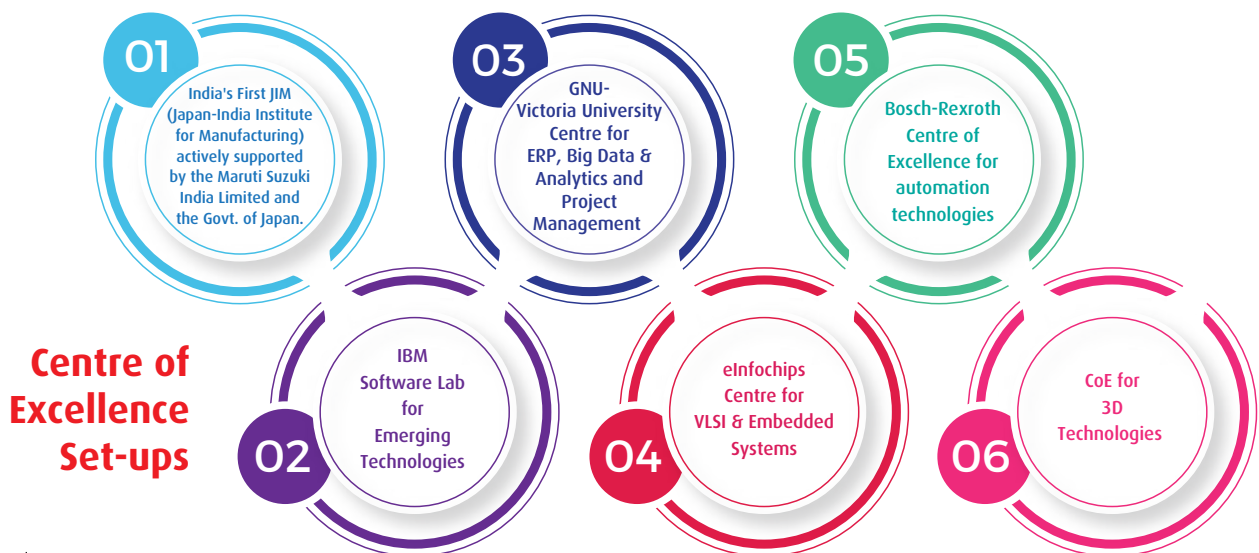 Centre of
Excellence
Set-ups
01
India's First JIM
(Japan-India Institute
for Manufacturing)
actively supported
by the Maruti Suzuki
India Limited and
the Govt. of Japan.
02
IBM
Software Lab
for
Emerging
Technologies
03
GNU-
Victoria University
Centre for
ERP, Big Data &
Analytics and
Project
Management
04
eInfochips
Centre for
VLSI & Embedded
Systems
05
Bosch-Rexroth
Centre of
Excellence for
automation
technologies
06
CoE for
3D
Technologies